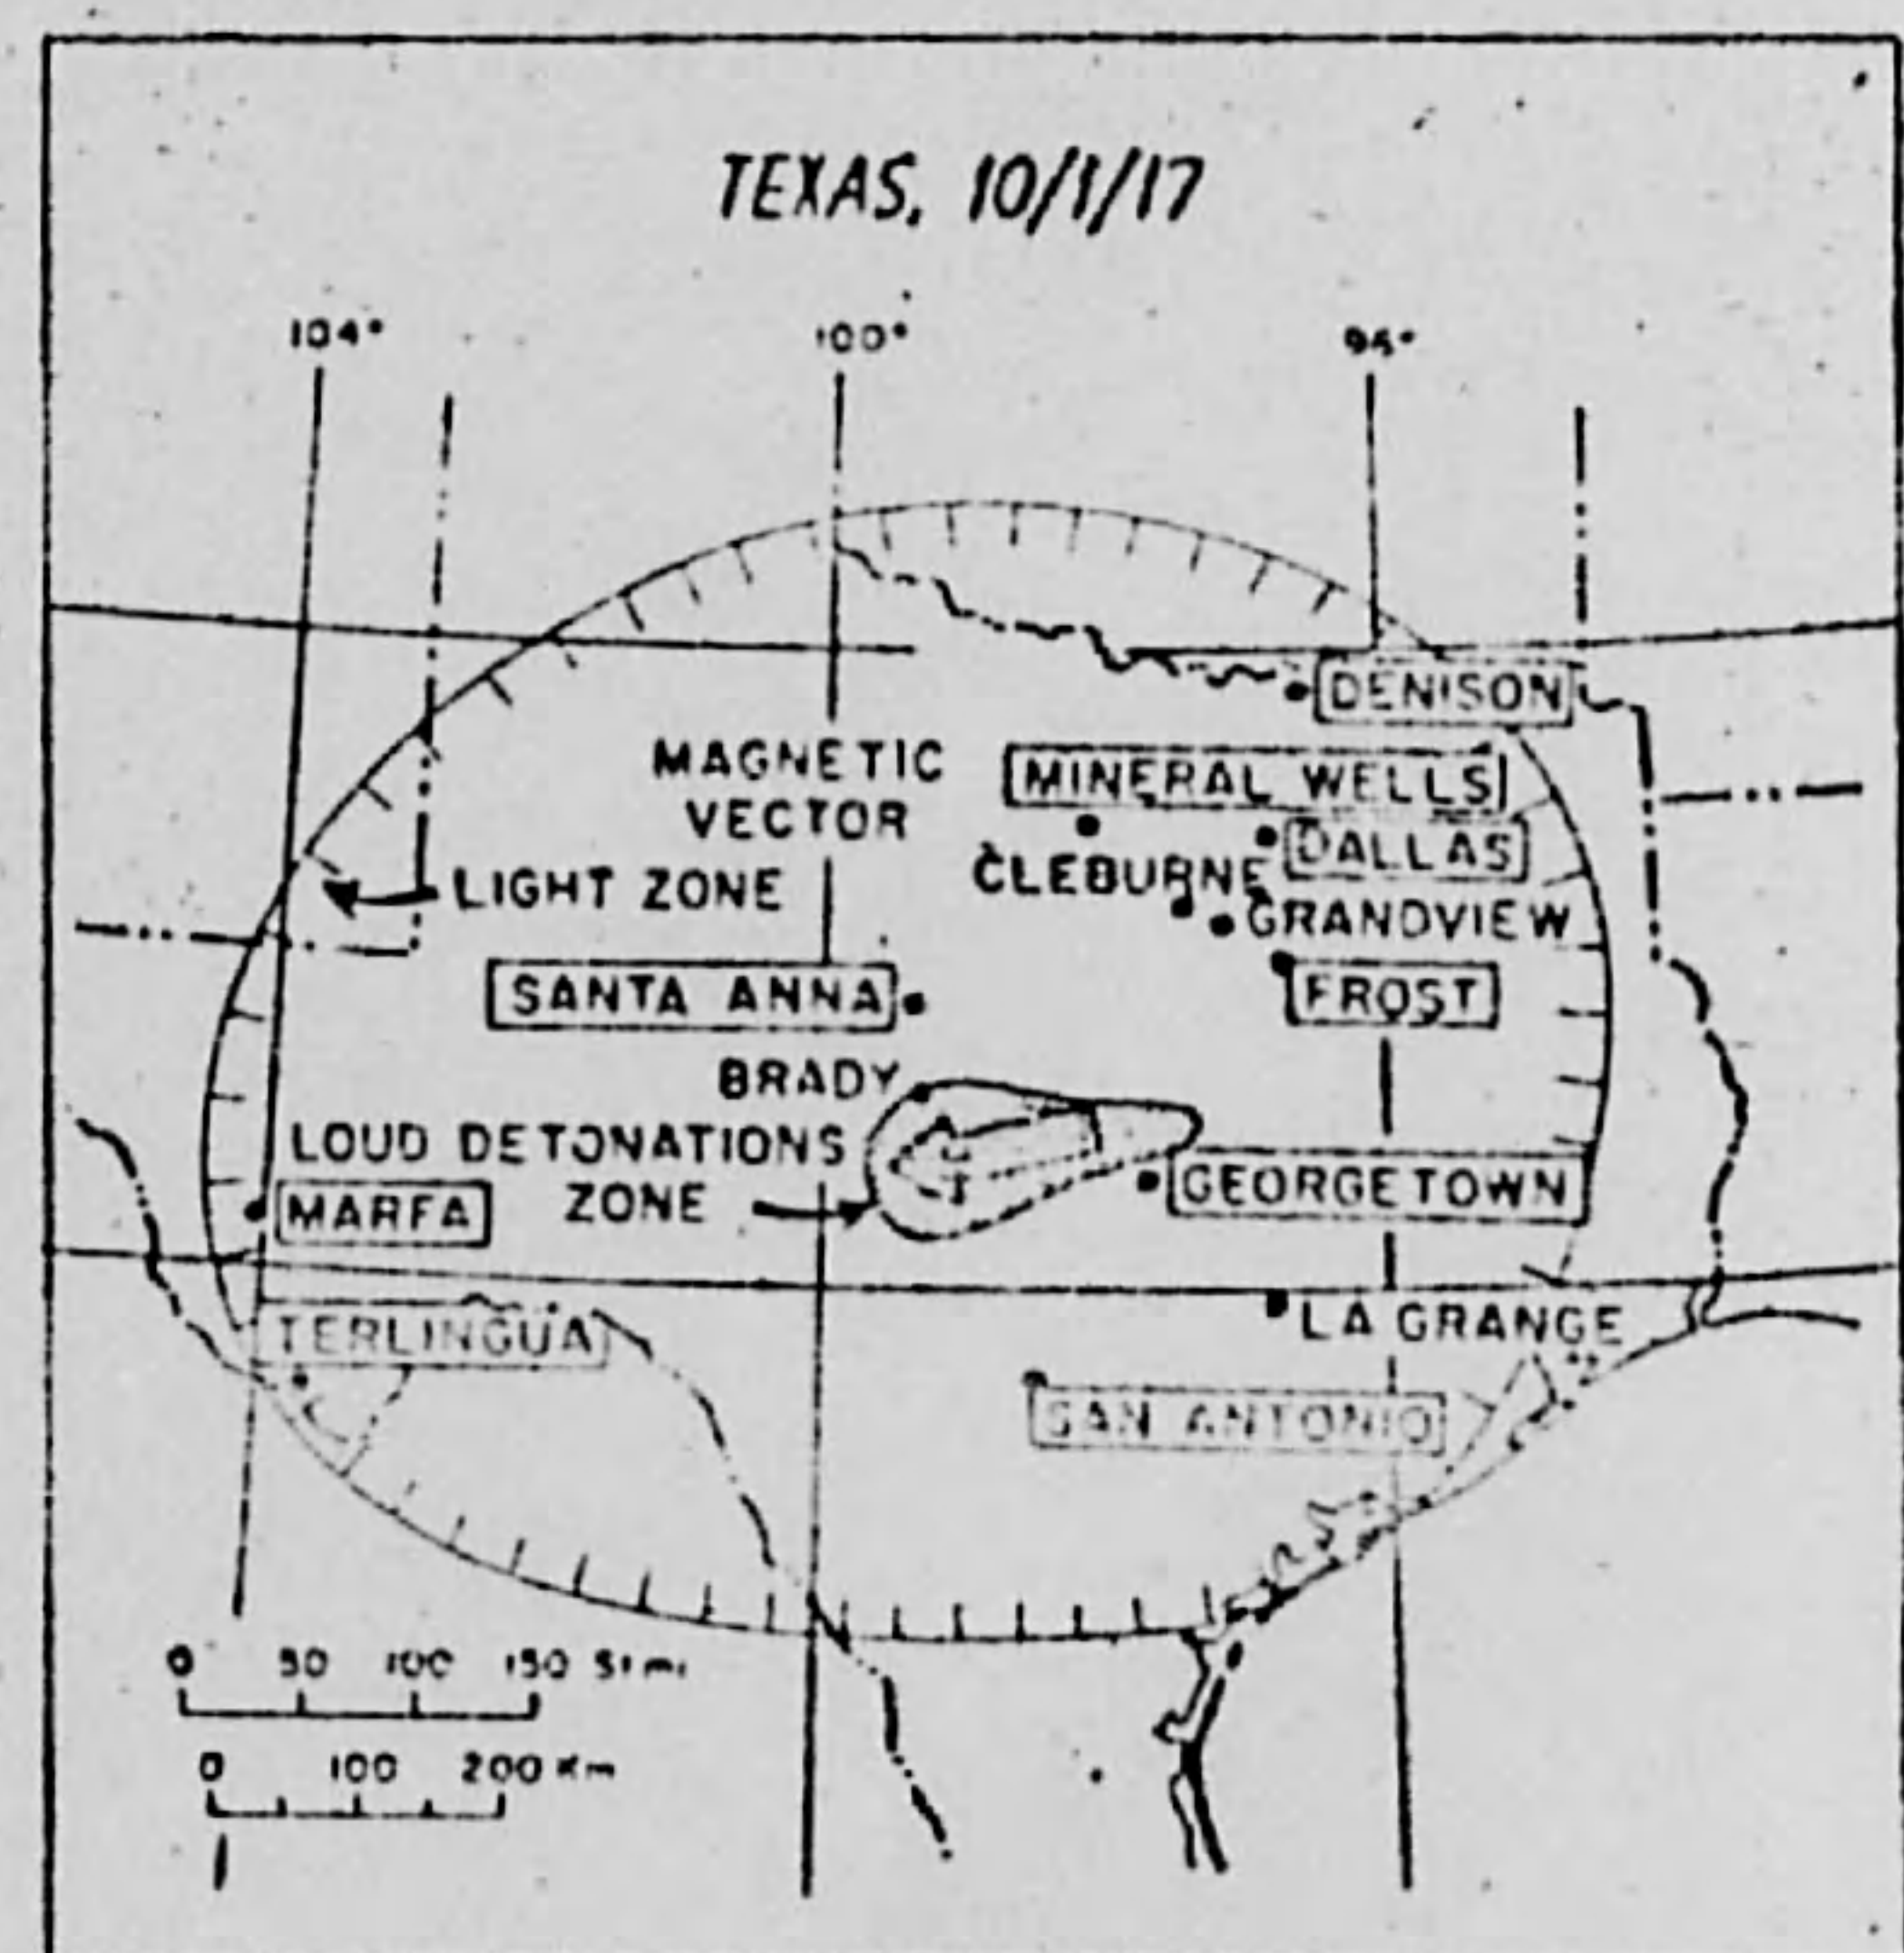 TEXAS, 10/1/17
104° 100° 96°
DENISON
MAGNETIC
VECTOR
MINERAL WELLS
DALLAS
CLEBURNE
LIGHT ZONE
GRANDVIEW
SANTA ANNA
FROST
BRADY
LOUD DETONATIONS
ZONE
GEORGETOWN
MARFA
LA GRANGE
TERLINGUA
SAN ANTONIO
0 50 100 150 St mi
0 100 200 Km